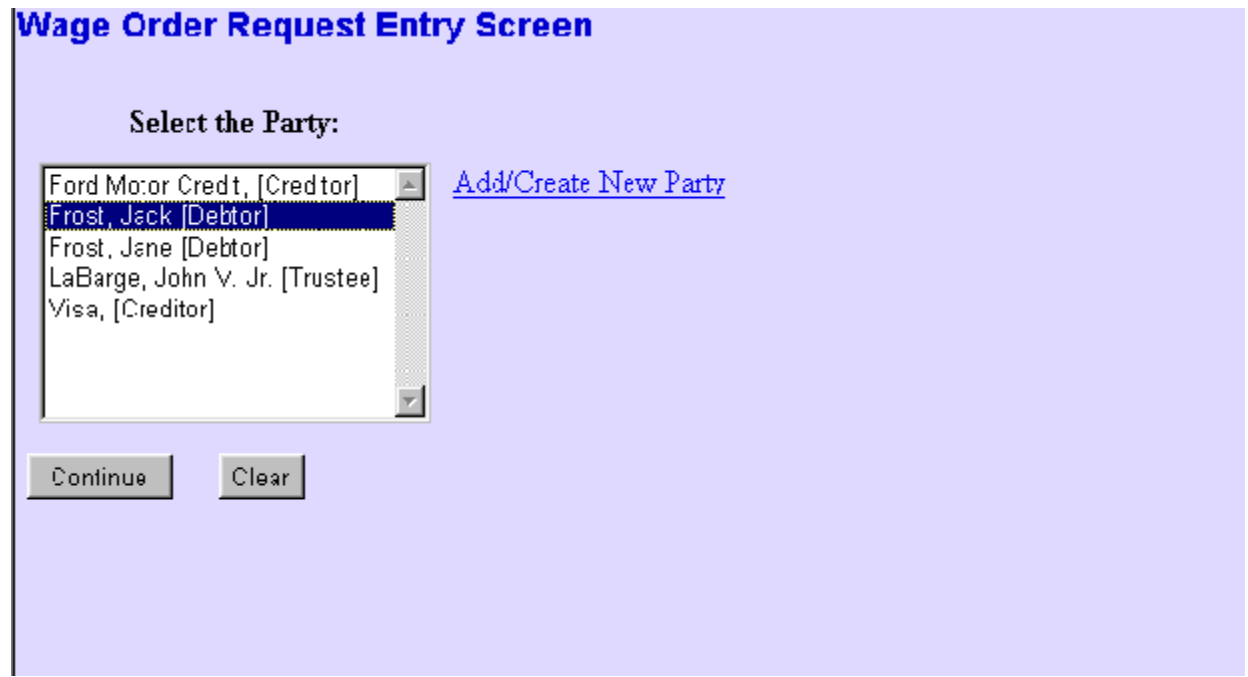 Wage Order Request Entry Screen
Select the Party:
Ford Motor Credit, [Creditor]
Add/Create New Party
Frost, Jack [Debtor]
Frost, Jane [Debtor]
LaBarge, John V. Jr. [Trustee]
Visa, [Creditor]
Continue
Clear